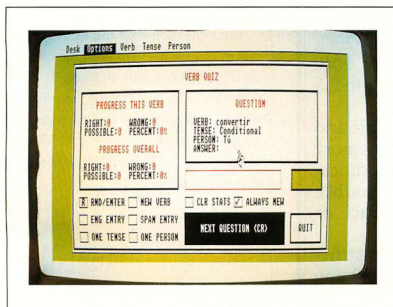 Desk Options Verb Tense Person
VERB QUIZ
PROGRESS THIS VERB
RIGHT:0 WRONG:0
POSSIBLE:0 PERCENT:0%
PROGRESS OVERALL
RIGHT:0 WRONG:0
POSSIBLE:0 PERCENT:0%
QUESTION
VERB: convertir
TENSE: Conditional
PERSON: Tú
ANSWER:
RND/ENTER NEW VERB CLR STATS ALWAYS NEW
ENG ENTRY SPAN ENTRY
ONE TENSE ONE PERSON
NEXT QUESTION <CR>
QUIT